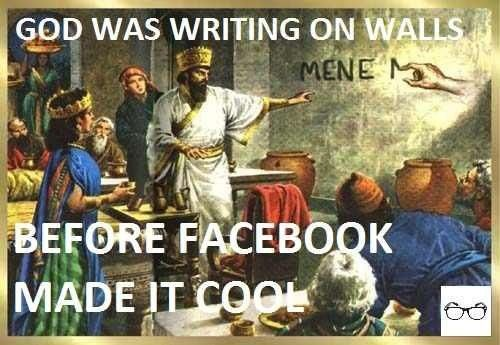 GOD WAS WRITING ON WALLS
MENE M
BEFORE FACEBOOK
MADE IT COOL